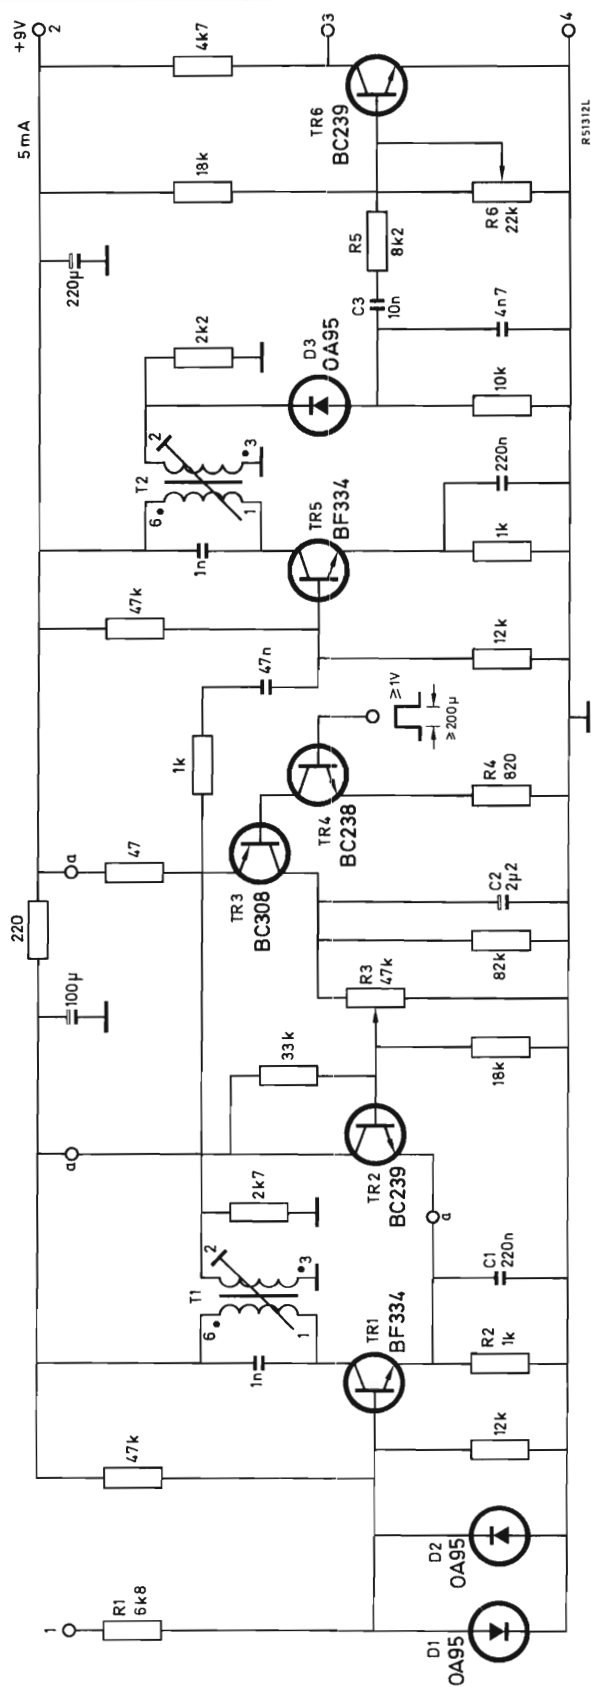 +9V
2
5mA
4k7
3
4
TR6
BC239
R51312L
18k
R6
22k
R5
8k2
C3
10n
4n7
220µ
2k2
D3
OA95
10k
T2
2
3
6
1
1n
TR5
BF334
220n
1k
47k
12k
47n
≥1V
≥200µ
1k
TR4
BC238
R4
820
a
47
TR3
BC308
C2
2µ2
220
82k
R3
47k
100µ
33k
18k
a
TR2
BC239
a
2k7
T1
2
3
6
1
1n
TR1
BF334
C1
220n
R2
1k
47k
12k
D2
OA95
1
R1
6k8
D1
OA95